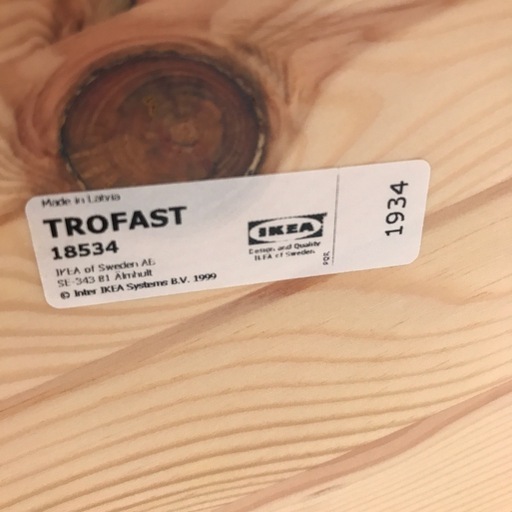 Made in Latvia
TROFAST
18534
IKEA of Sweden AB
SE-343 81 Älmhult
© Inter IKEA Systems B.V. 1999
IKEA
Design and Quality
IKEA of Sweden
1934